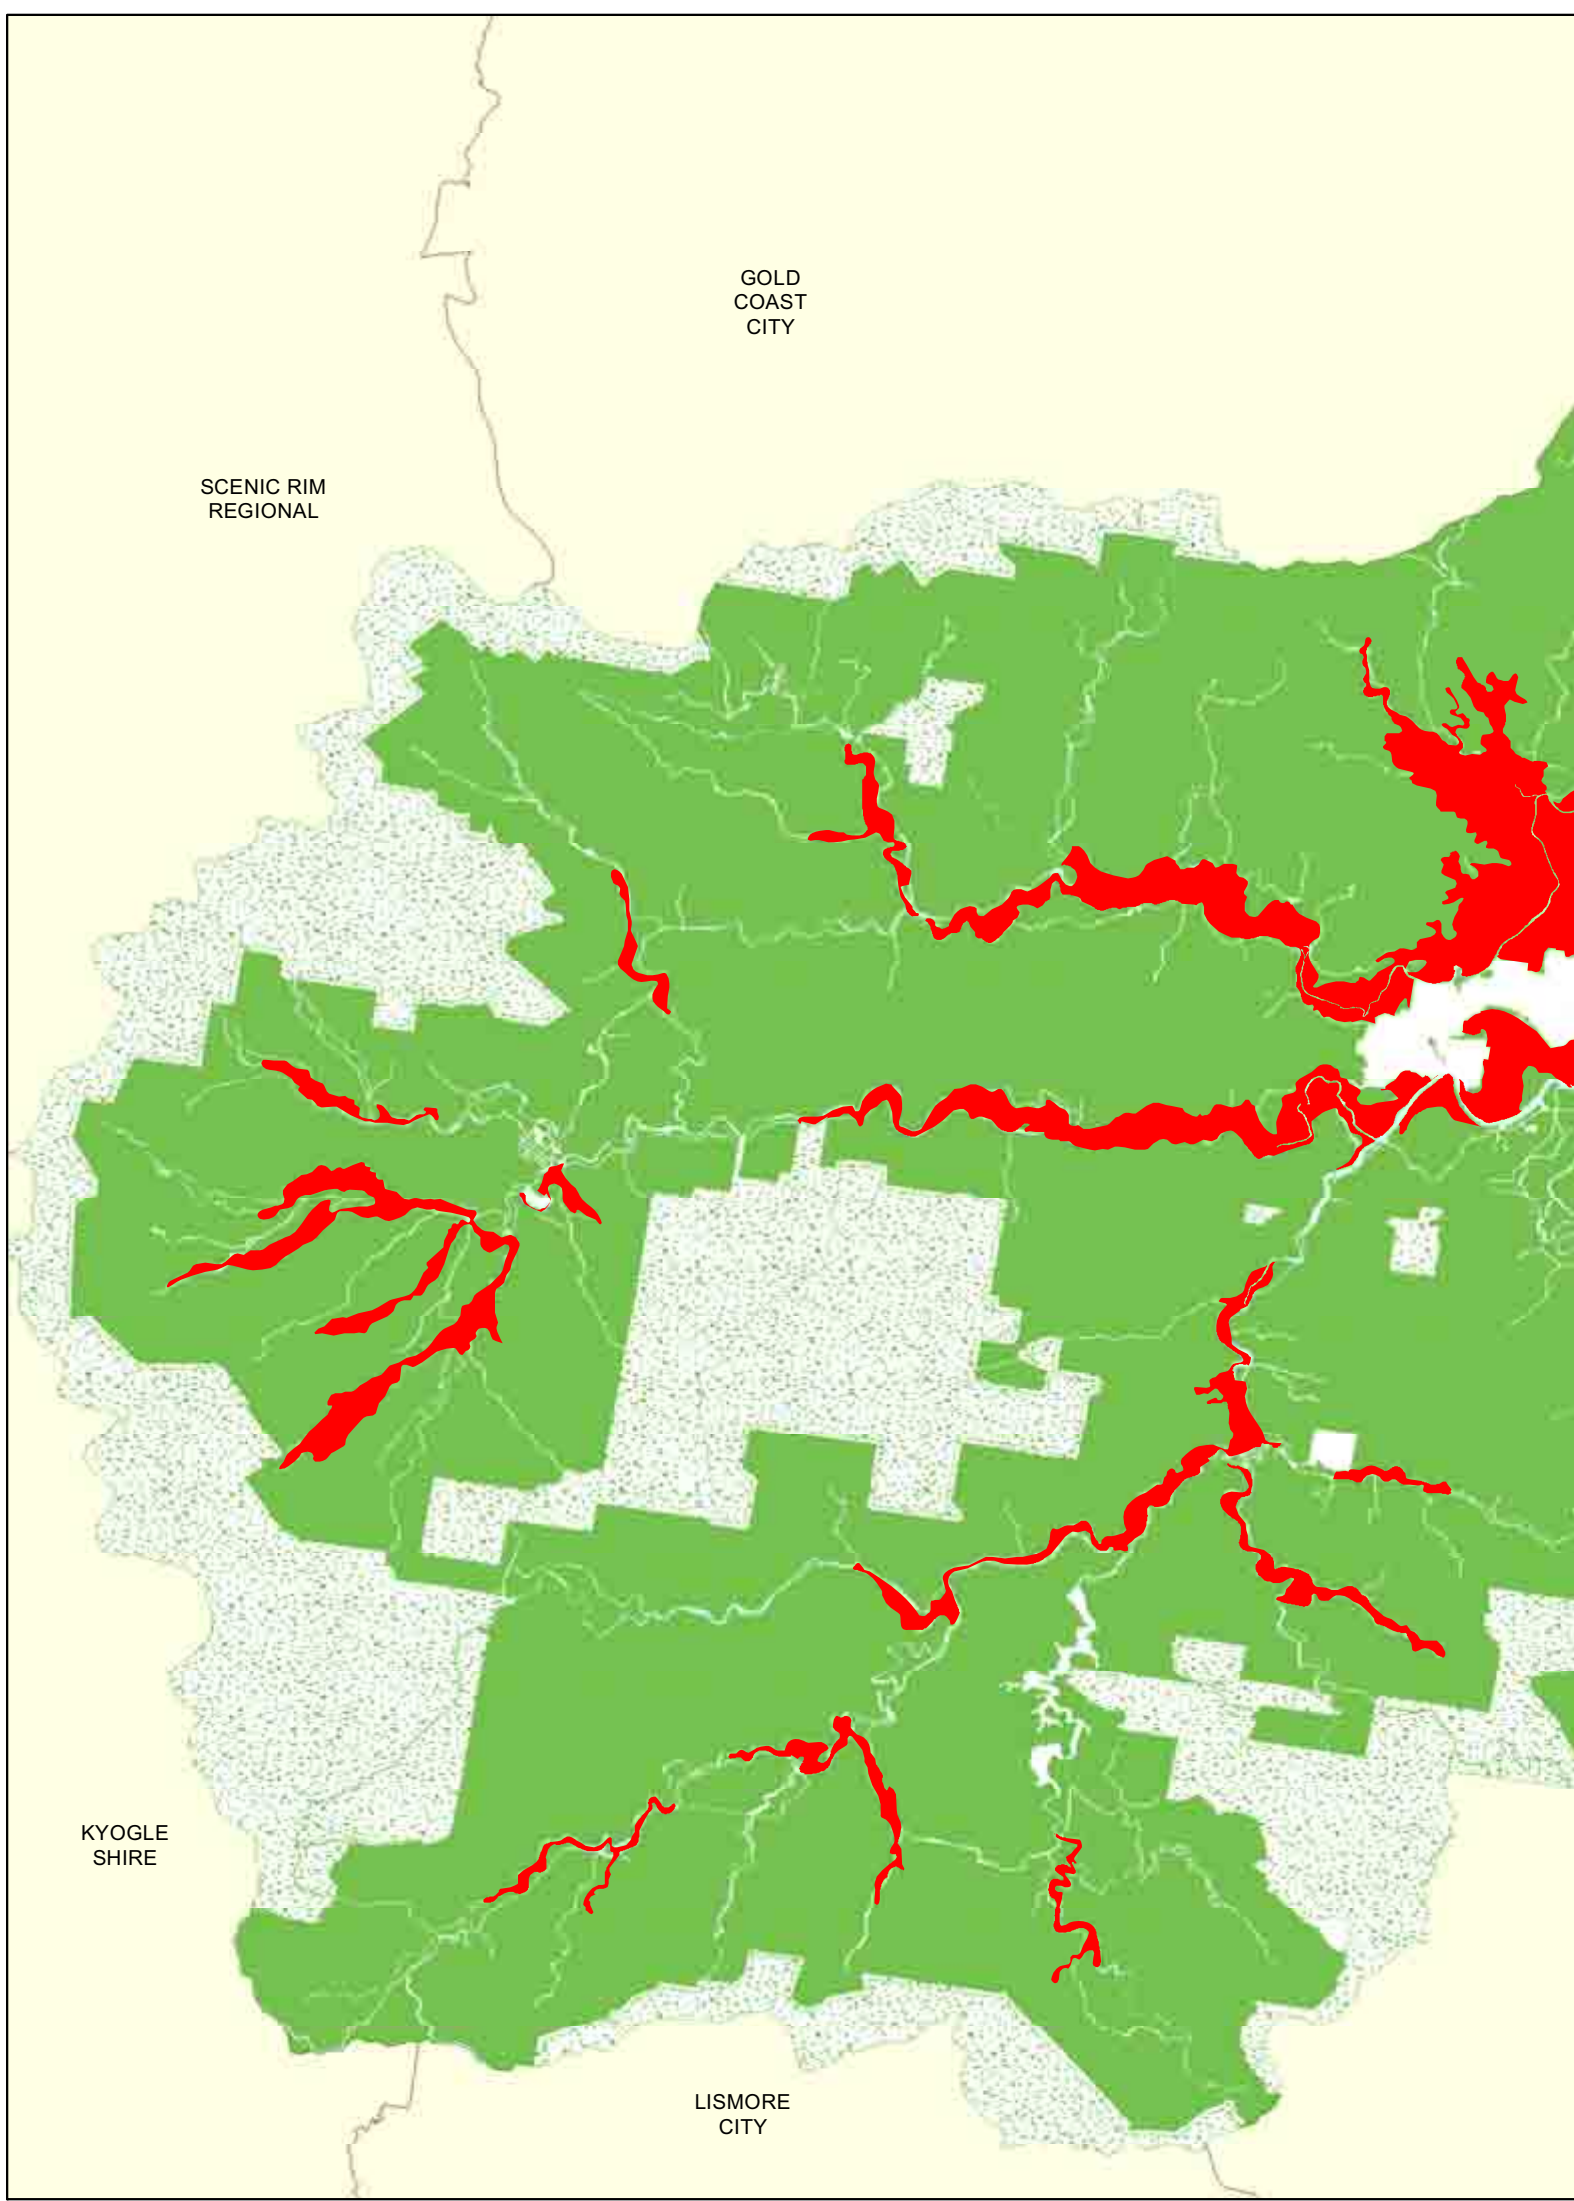 GOLD
COAST
CITY
SCENIC RIM
REGIONAL
KYOGLE
SHIRE
LISMORE
CITY